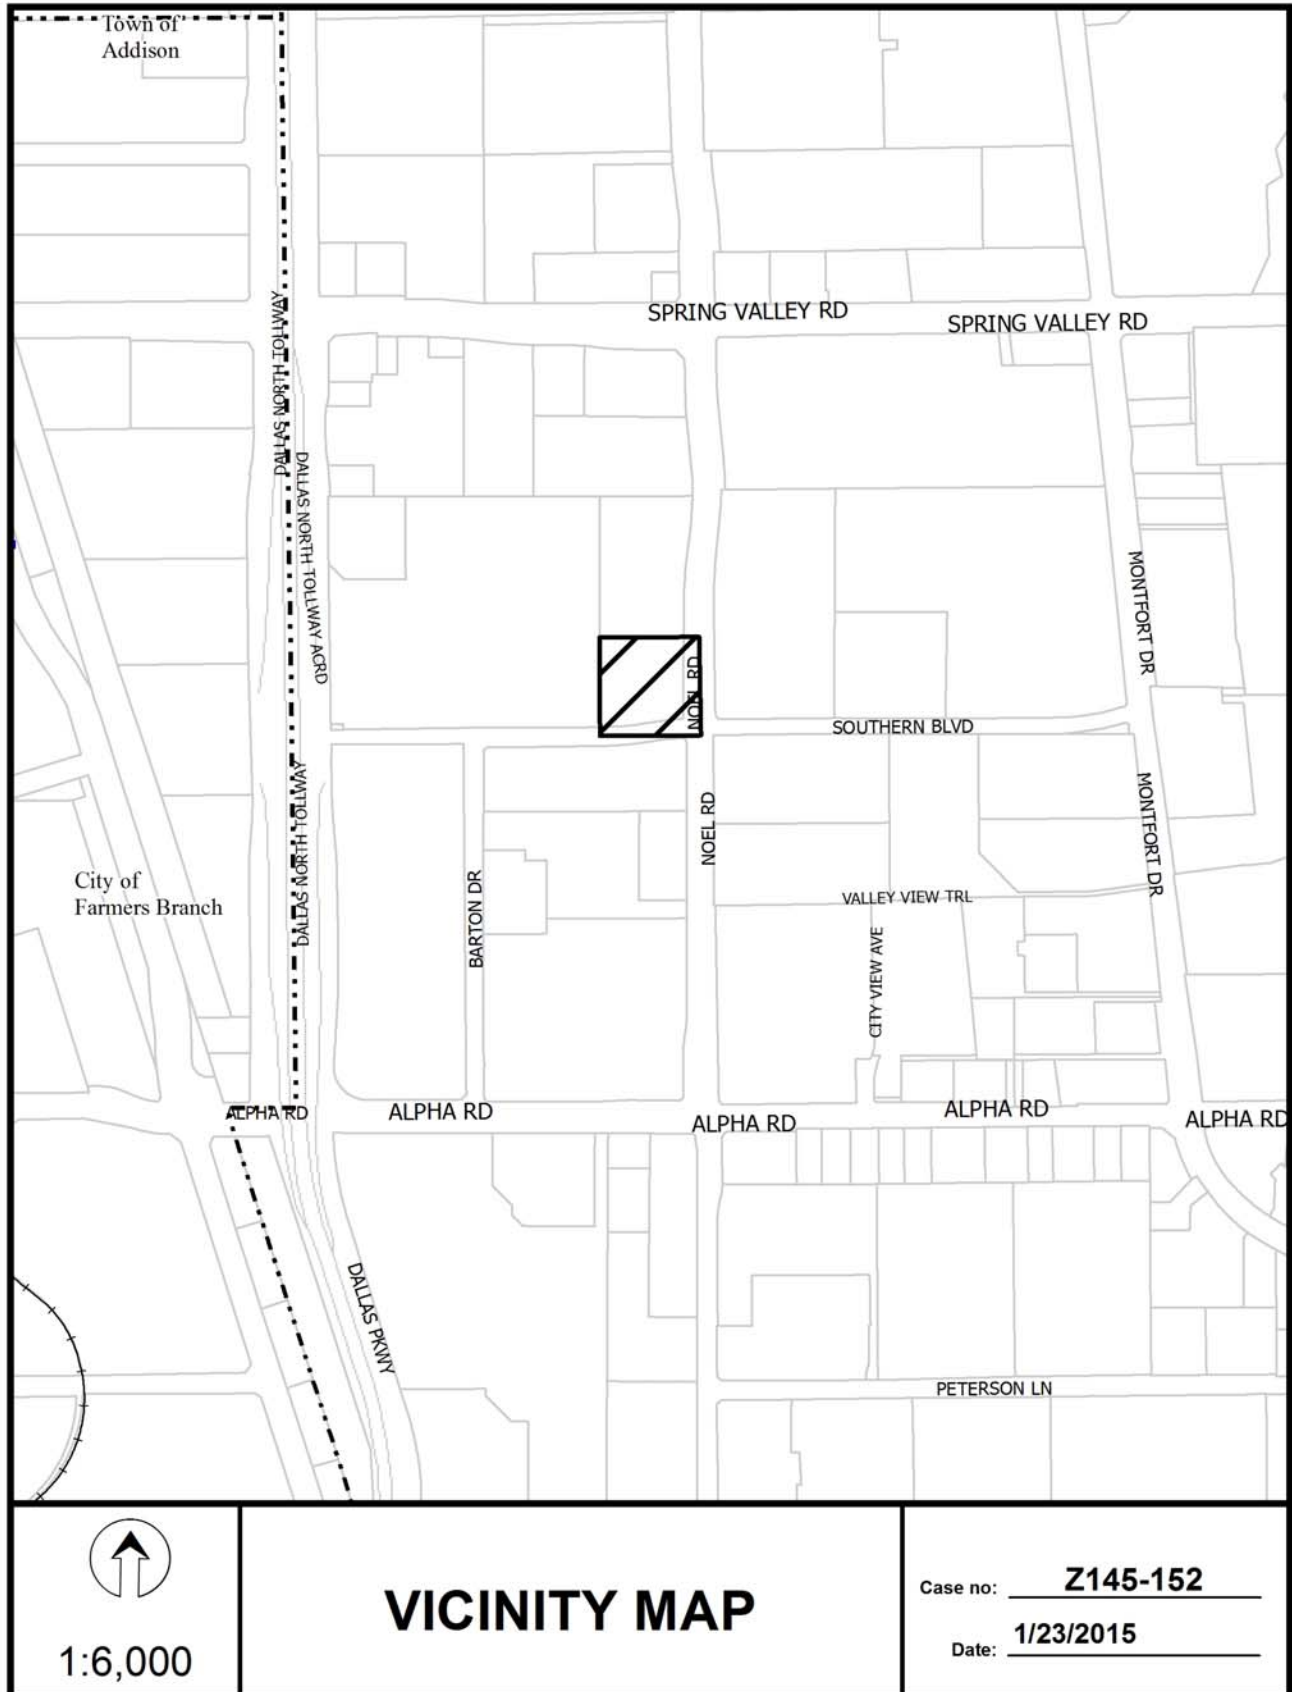 Town of
Addison
SPRING VALLEY RD
SPRING VALLEY RD
DALLAS NORTH TOLLWAY
DALLAS NORTH TOLLWAY ACRD
MONTFORT DR
NOEL RD
SOUTHERN BLVD
DALLAS NORTH TOLLWAY
NOEL RD
MONTFORT DR
City of
Farmers Branch
BARTON DR
VALLEY VIEW TRL
CITY VIEW AVE
ALPHA RD
ALPHA RD
ALPHA RD
ALPHA RD
ALPHA RD
DALLAS PKWY
PETERSON LN
1:6,000
VICINITY MAP
Case no: Z145-152
Date: 1/23/2015